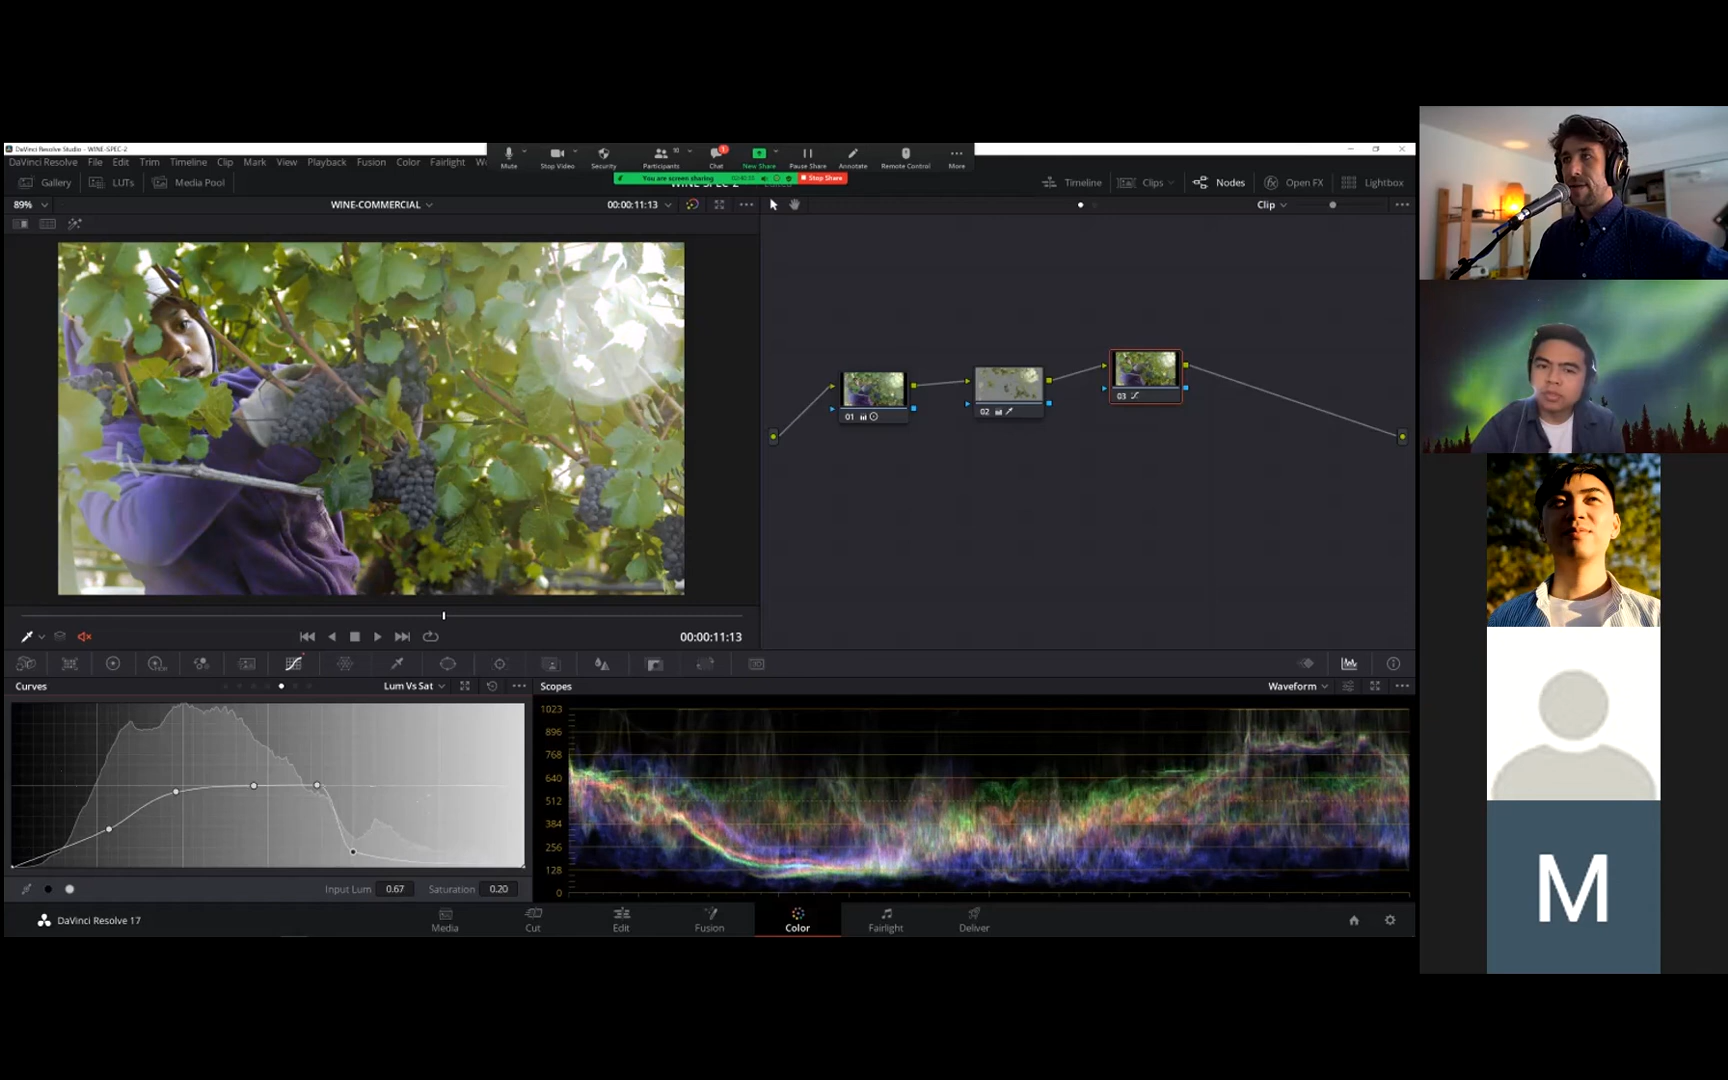 DaVinci Resolve Studio - WINE-SPEC-2
DaVinci Resolve File Edit Trim Timeline Clip Mark View Playback Fusion Color Fairlight
Mute Stop Video Security Participants 10 Chat 1 New Share Pause Share Annotate Remote Control More
You are screen sharing Stop Share
Gallery LUTs Media Pool Timeline Clips Nodes Open FX Lightbox
89% WINE-COMMERCIAL 00:00:11:13 Clip
01
02
03
00:00:11:13
Curves Lum Vs Sat Scopes Waveform
1023
896
768
640
512
384
256
128
0
Input Lum 0.67 Saturation 0.20
DaVinci Resolve 17 Media Cut Edit Fusion Color Fairlight Deliver
M